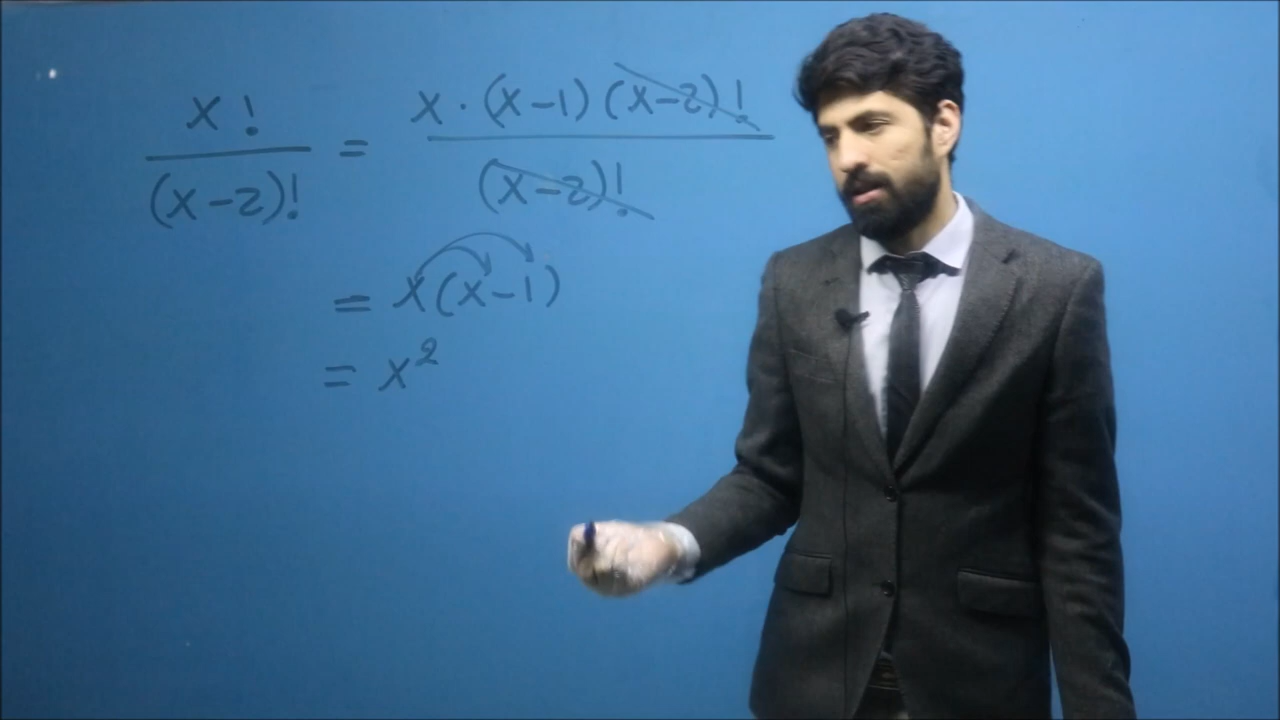 x! / (x-2)! = x · (x-1) (x-2)! / (x-2)!
= x(x-1)
= x²